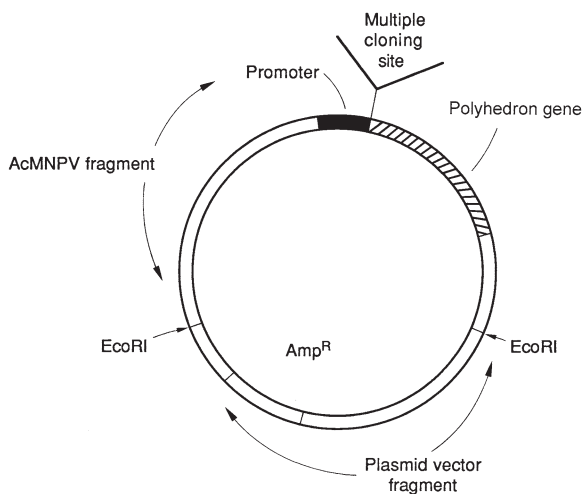 Multiple
cloning
site
Promoter
Polyhedron gene
AcMNPV fragment
EcoRI
AmpR
EcoRI
Plasmid vector
fragment